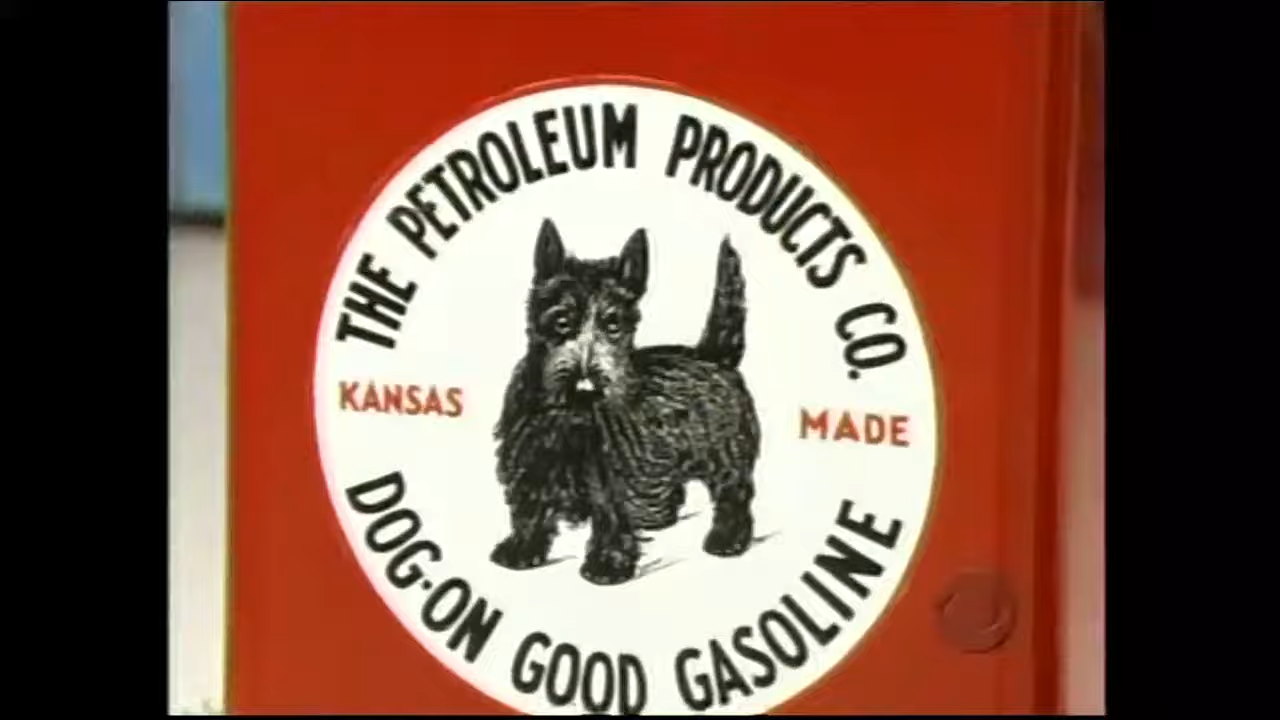 THE PETROLEUM PRODUCTS CO.
KANSAS MADE
DOG-ON GOOD GASOLINE